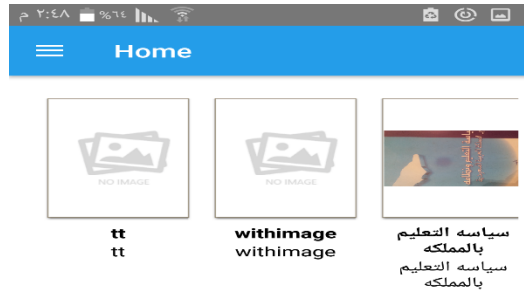 ٢:٤٨ م
%٦٤
Home
NO IMAGE
NO IMAGE
tt
tt
withimage
withimage
سياسه التعليم
بالمملكه
سياسه التعليم
بالمملكه